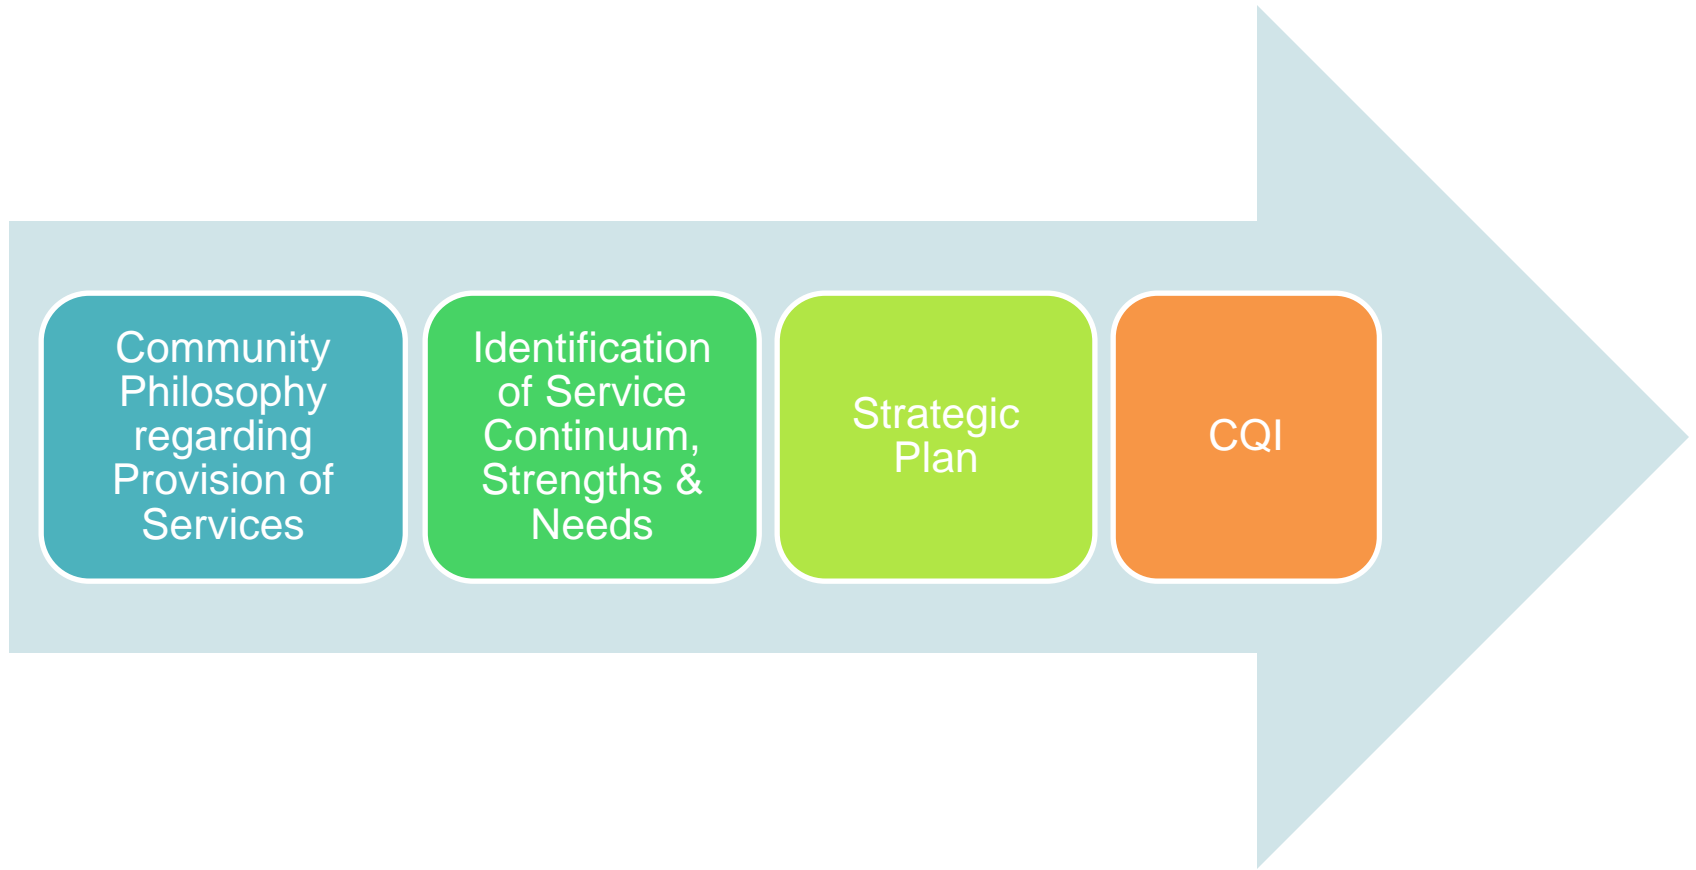 Community
Philosophy
regarding
Provision of
Services
Identification
of Service
Continuum,
Strengths &
Needs
Strategic
Plan
CQI